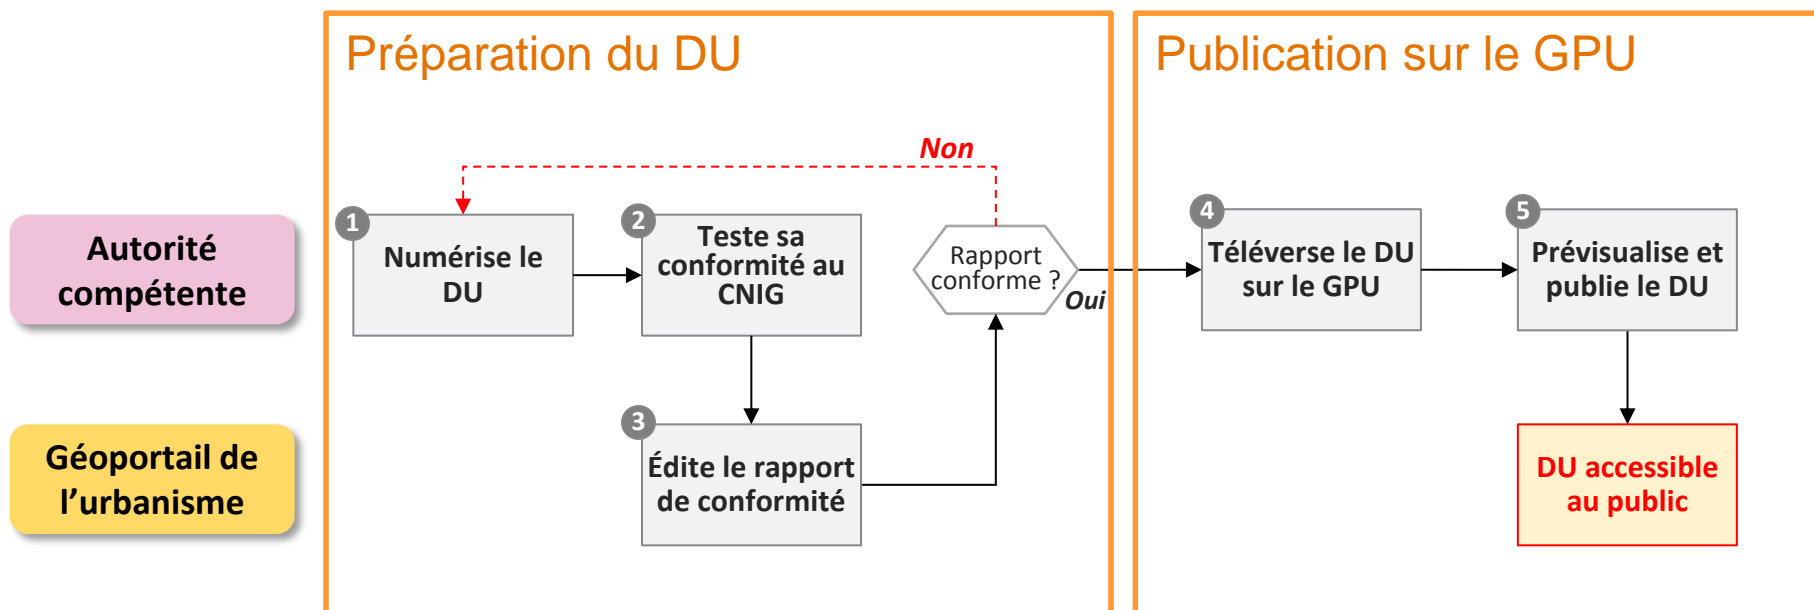 Préparation du DU
Publication sur le GPU
Non
Autorité
compétente
1
Numérise le
DU
2
Teste sa
conformité au
CNIG
Rapport
conforme ?
Oui
4
Téléverse le DU
sur le GPU
5
Prévisualise et
publie le DU
Géoportail de
l’urbanisme
3
Édite le rapport
de conformité
DU accessible
au public